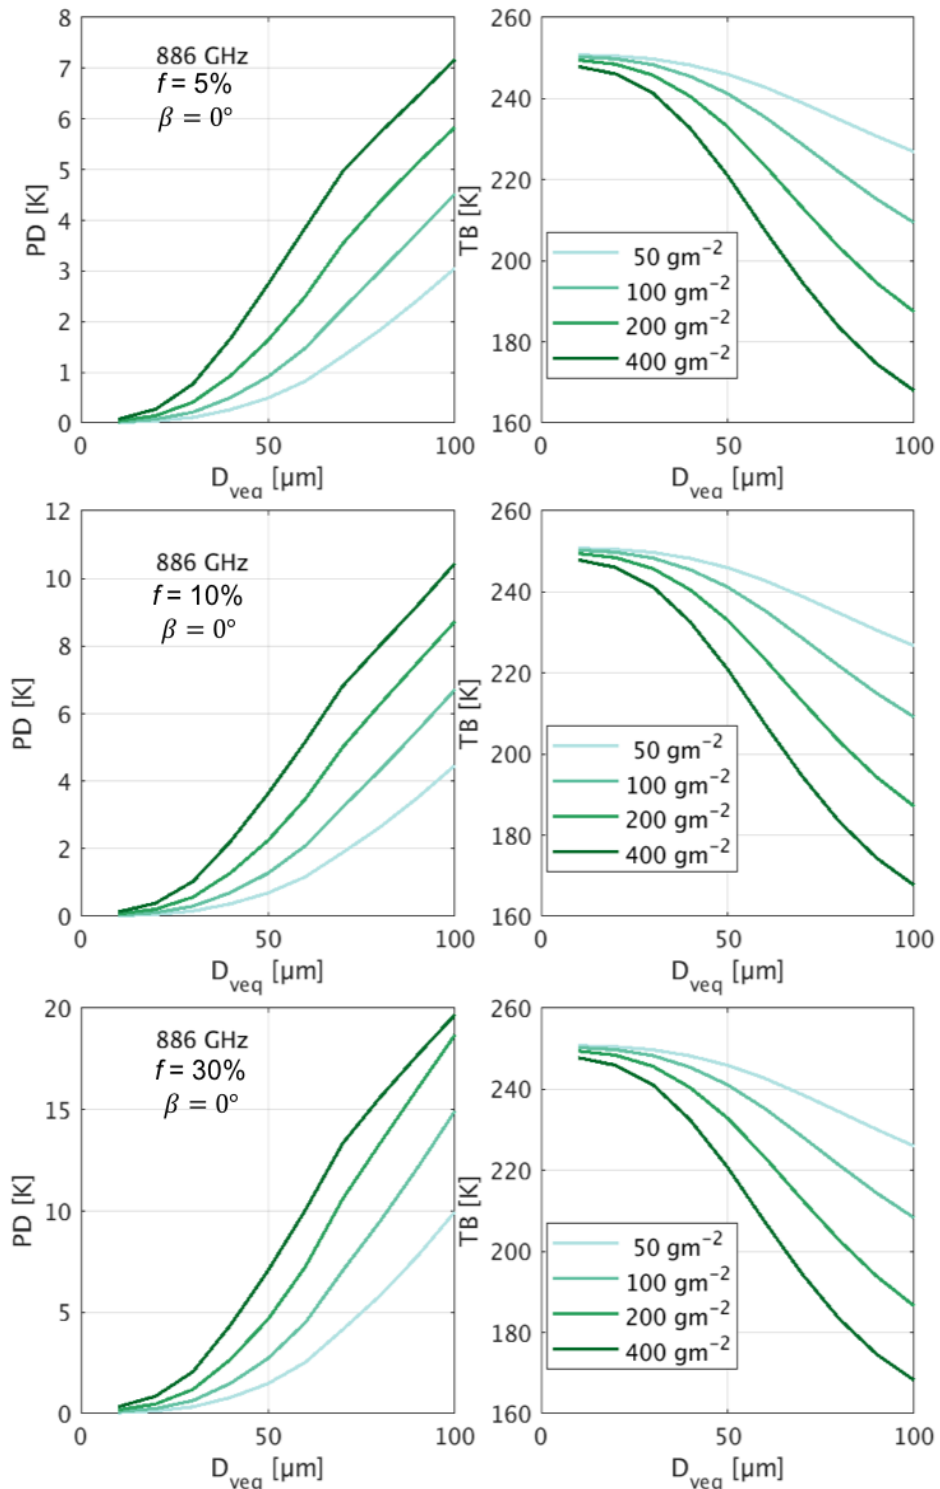 8
7
6
5
4
3
2
1
0
PD [K]
886 GHz
f = 5%
β = 0°
0
50
100
D_veq [µm]
260
240
220
200
180
160
TB [K]
50 gm⁻²
100 gm⁻²
200 gm⁻²
400 gm⁻²
0
50
100
D_veq [µm]
12
10
8
6
4
2
0
PD [K]
886 GHz
f = 10%
β = 0°
0
50
100
D_veq [µm]
260
240
220
200
180
160
TB [K]
50 gm⁻²
100 gm⁻²
200 gm⁻²
400 gm⁻²
0
50
100
D_veq [µm]
20
15
10
5
0
PD [K]
886 GHz
f = 30%
β = 0°
0
50
100
D_veq [µm]
260
240
220
200
180
160
TB [K]
50 gm⁻²
100 gm⁻²
200 gm⁻²
400 gm⁻²
0
50
100
D_veq [µm]